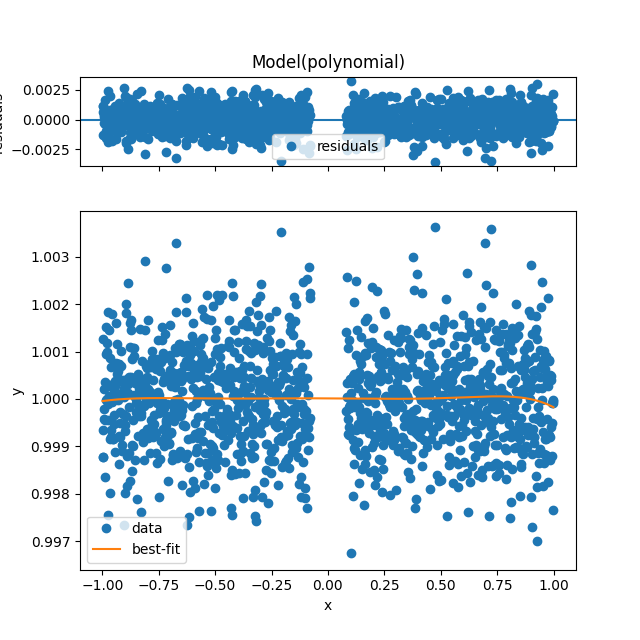 Model(polynomial)
0.0025
0.0000
−0.0025
residuals
residuals
1.003
1.002
1.001
1.000
0.999
0.998
0.997
y
data
best-fit
−1.00 −0.75 −0.50 −0.25 0.00 0.25 0.50 0.75 1.00
x